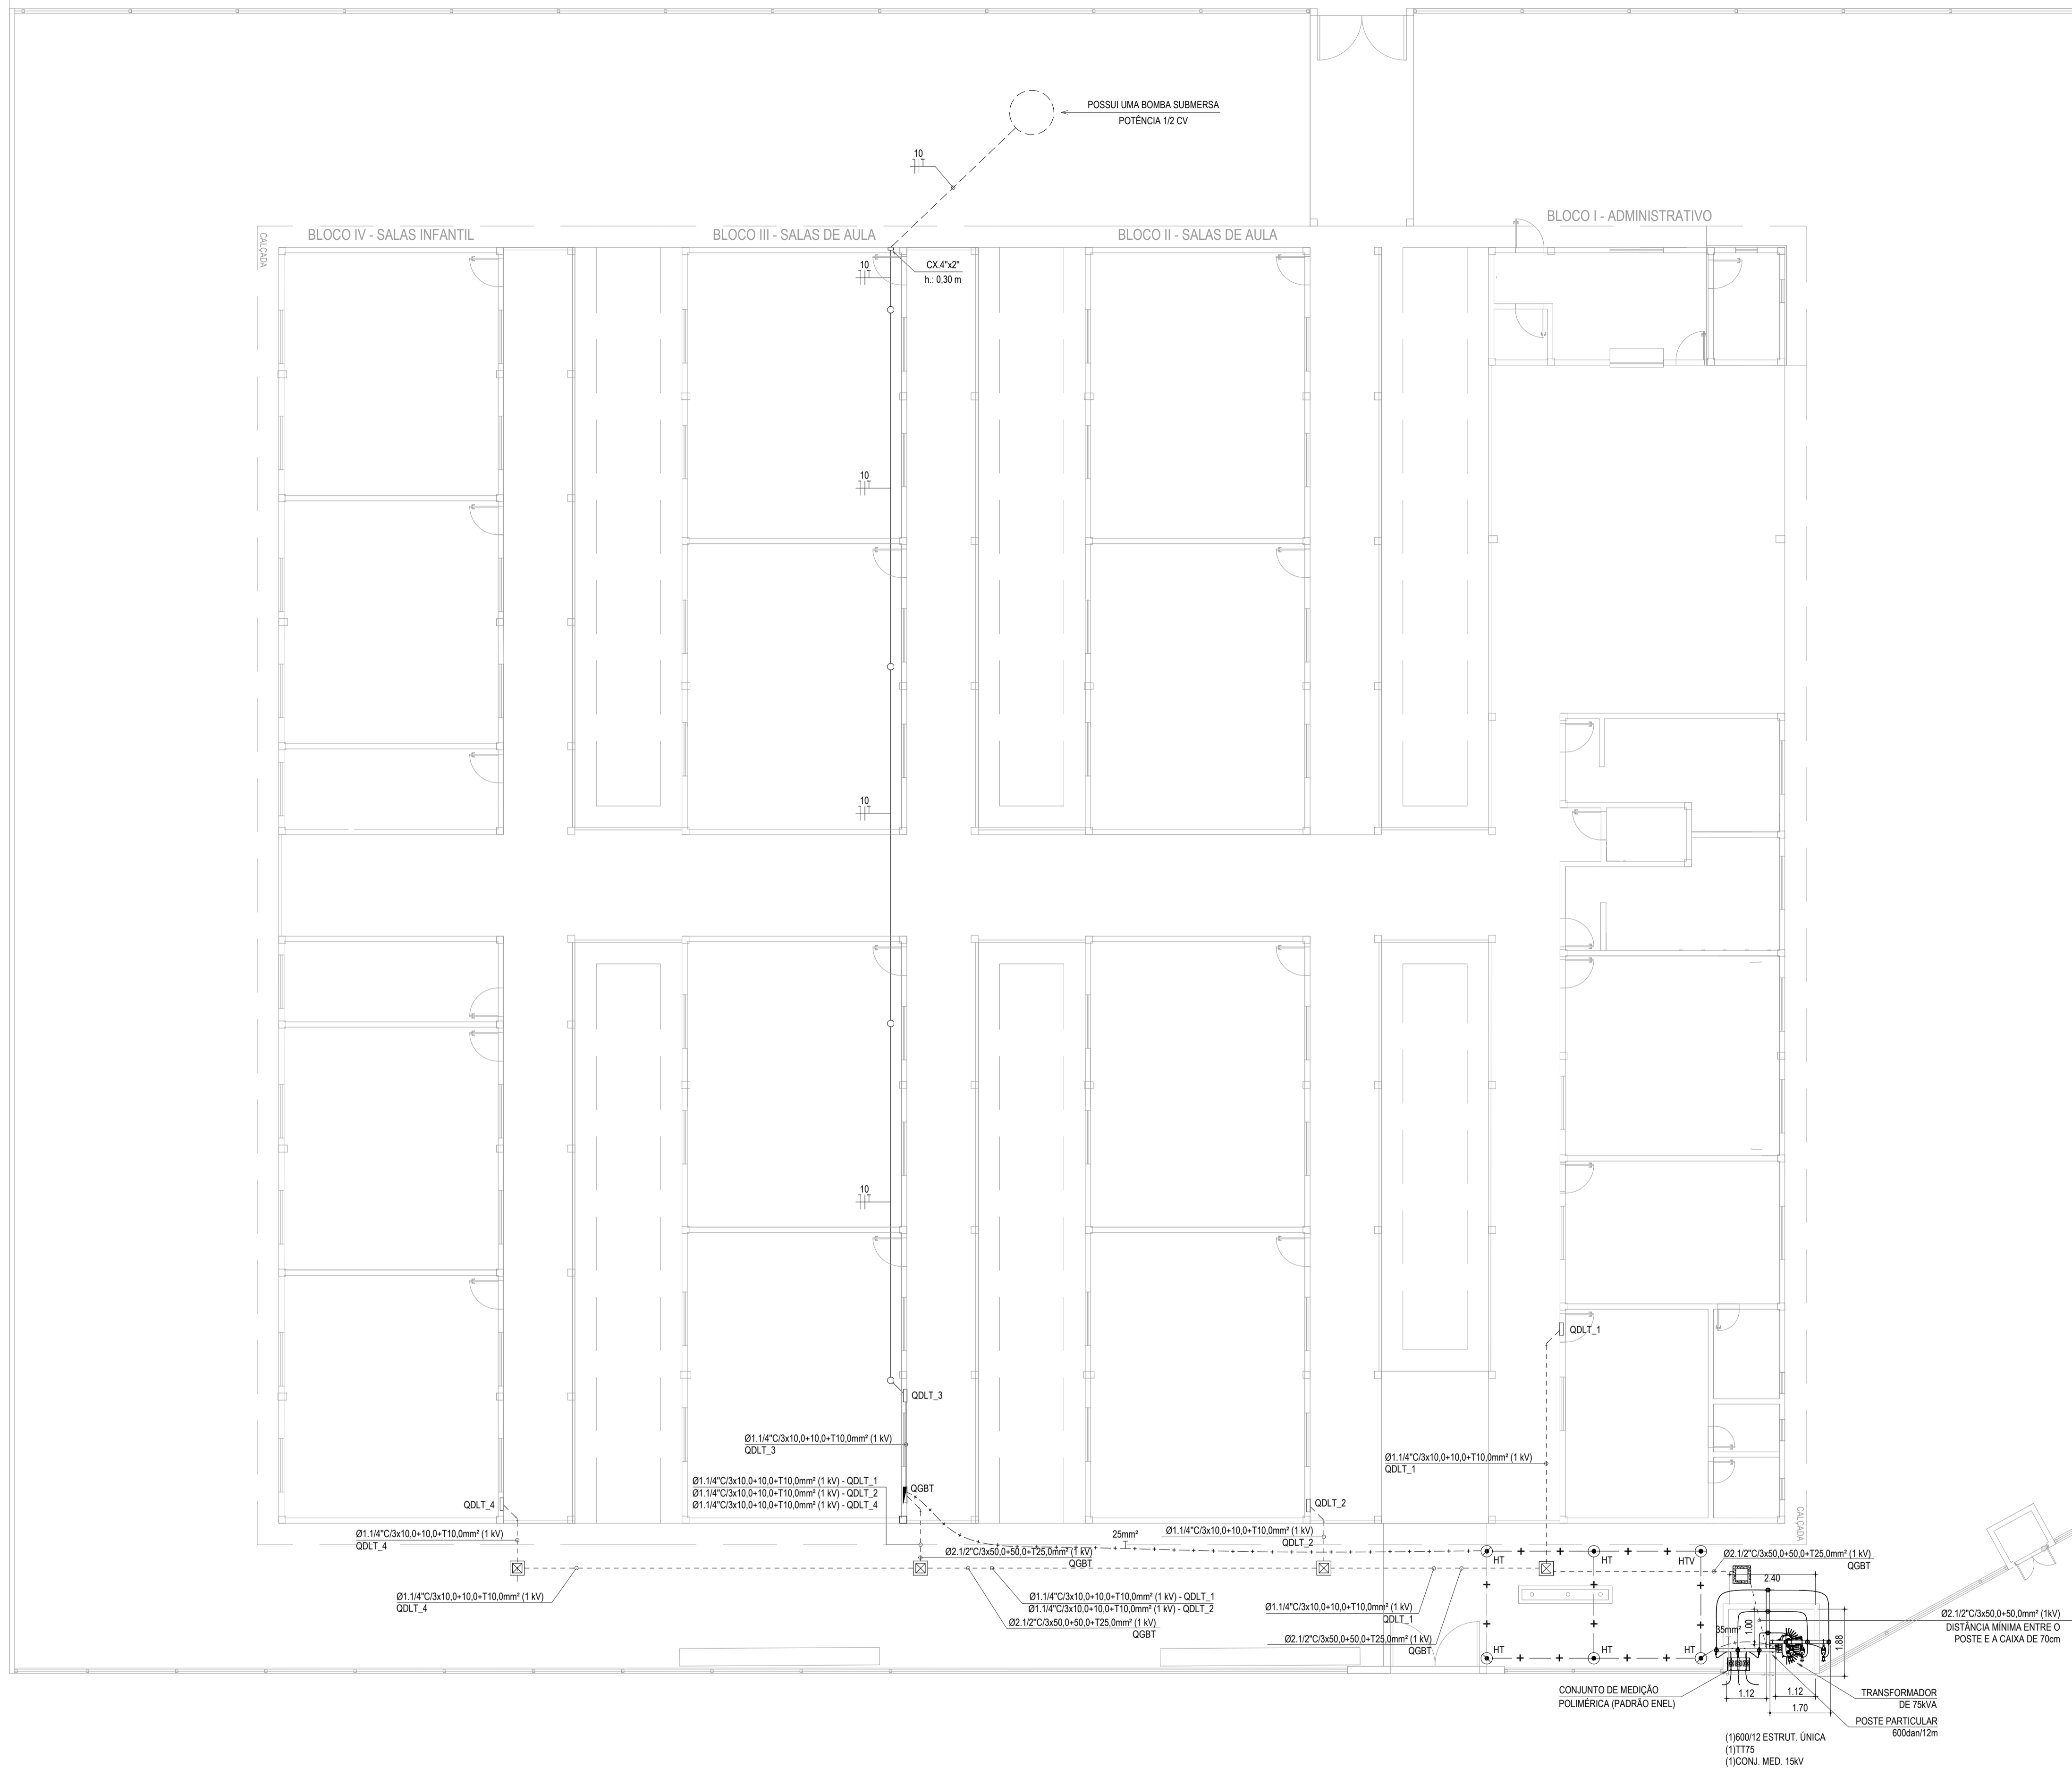 POSSUI UMA BOMBA SUBMERSA
POTÊNCIA 1/2 CV
10
BLOCO I - ADMINISTRATIVO
BLOCO IV - SALAS INFANTIL
BLOCO III - SALAS DE AULA
BLOCO II - SALAS DE AULA
CALÇADA
10
CX.4"x2"
h.: 0,30 m
10
10
10
QDLT_1
QDLT_3
Ø1.1/4"C/3x10,0+10,0+T10,0mm² (1 kV)
QDLT_3
Ø1.1/4"C/3x10,0+10,0+T10,0mm² (1 kV)
QDLT_1
Ø1.1/4"C/3x10,0+10,0+T10,0mm² (1 kV) - QDLT_1
Ø1.1/4"C/3x10,0+10,0+T10,0mm² (1 kV) - QDLT_2
Ø1.1/4"C/3x10,0+10,0+T10,0mm² (1 kV) - QDLT_4
QGBT
QDLT_4
QDLT_2
CALÇADA
Ø1.1/4"C/3x10,0+10,0+T10,0mm² (1 kV)
QDLT_4
25mm²
Ø1.1/4"C/3x10,0+10,0+T10,0mm² (1 kV)
QDLT_2
Ø2.1/2"C/3x50,0+50,0+T25,0mm² (1 kV)
QGBT
HT
HT
HTV
Ø2.1/2"C/3x50,0+50,0+T25,0mm² (1 kV)
QGBT
2.40
Ø1.1/4"C/3x10,0+10,0+T10,0mm² (1 kV)
QDLT_4
Ø1.1/4"C/3x10,0+10,0+T10,0mm² (1 kV) - QDLT_1
Ø1.1/4"C/3x10,0+10,0+T10,0mm² (1 kV) - QDLT_2
Ø2.1/2"C/3x50,0+50,0+T25,0mm² (1 kV)
QGBT
Ø1.1/4"C/3x10,0+10,0+T10,0mm² (1 kV)
QDLT_1
Ø2.1/2"C/3x50,0+50,0+T25,0mm² (1 kV)
QGBT
HT
HT
HT
35mm²
1.00
1.88
Ø2.1/2"C/3x50,0+50,0mm² (1kV)
DISTÂNCIA MÍNIMA ENTRE O
POSTE E A CAIXA DE 70cm
CONJUNTO DE MEDIÇÃO
POLIMÉRICA (PADRÃO ENEL)
1.12
1.12
1.70
TRANSFORMADOR
DE 75kVA
POSTE PARTICULAR
600dan/12m
(1)600/12 ESTRUT. ÚNICA
(1)TT75
(1)CONJ. MED. 15kV